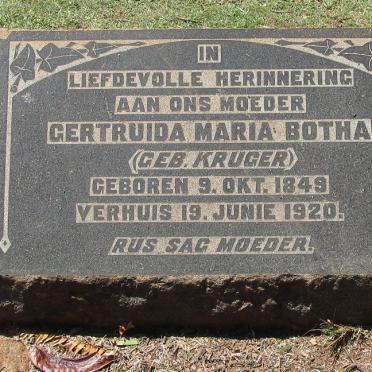 IN
LIEFDEVOLLE HERINNERING
AAN ONS MOEDER
GERTRUIDA MARIA BOTHA
(GEB. KRUGER)
GEBOREN 9. OKT. 1849
VERHUIS 19. JUNIE 1920.
RUS SAG MOEDER.